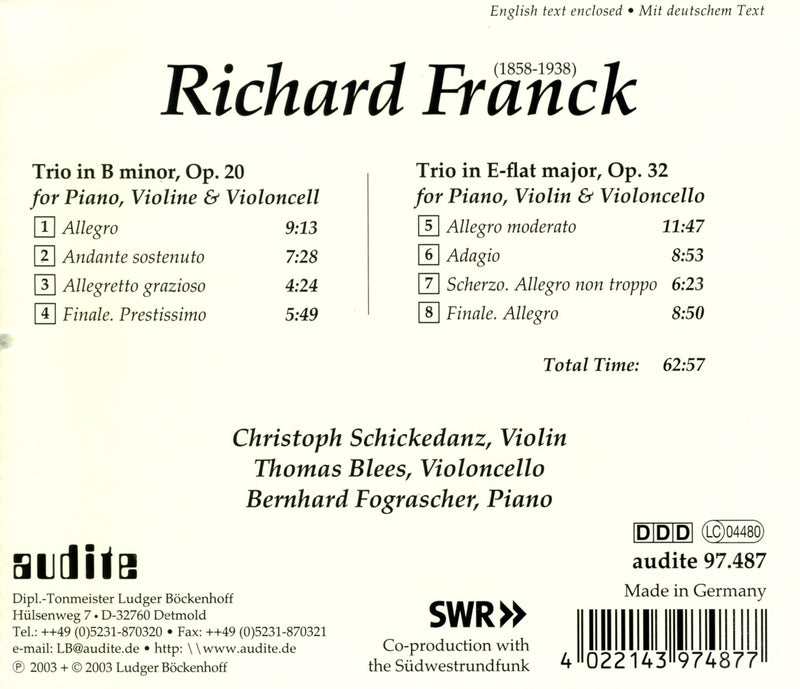 English text enclosed • Mit deutschem Text
Richard Franck
(1858-1938)
Trio in B minor, Op. 20
for Piano, Violine & Violoncell
1 Allegro 9:13
2 Andante sostenuto 7:28
3 Allegretto grazioso 4:24
4 Finale. Prestissimo 5:49
Trio in E-flat major, Op. 32
for Piano, Violin & Violoncello
5 Allegro moderato 11:47
6 Adagio 8:53
7 Scherzo. Allegro non troppo 6:23
8 Finale. Allegro 8:50
Total Time: 62:57
Christoph Schickedanz, Violin
Thomas Blees, Violoncello
Bernhard Fograscher, Piano
audite
Dipl.-Tonmeister Ludger Böckenhoff
Hülsenweg 7 • D-32760 Detmold
Tel.: ++49 (0)5231-870320 • Fax: ++49 (0)5231-870321
e-mail: LB@audite.de • http: \\www.audite.de
℗ 2003 + © 2003 Ludger Böckenhoff
SWR»
Co-production with
the Südwestrundfunk
DDD LC 04480
audite 97.487
Made in Germany
4 022143 974877